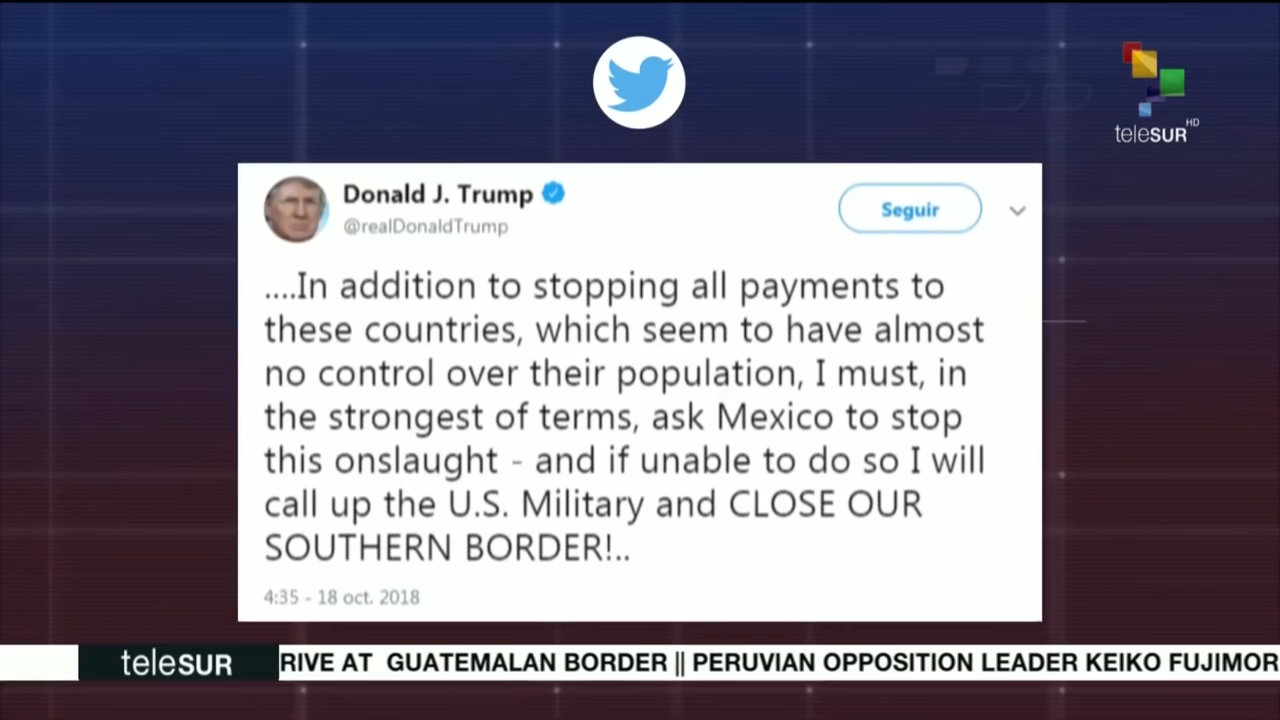 teleSUR HD
Donald J. Trump
@realDonaldTrump
Seguir
....In addition to stopping all payments to
these countries, which seem to have almost
no control over their population, I must, in
the strongest of terms, ask Mexico to stop
this onslaught - and if unable to do so I will
call up the U.S. Military and CLOSE OUR
SOUTHERN BORDER!..
4:35 - 18 oct. 2018
teleSUR RIVE AT GUATEMALAN BORDER || PERUVIAN OPPOSITION LEADER KEIKO FUJIMOR